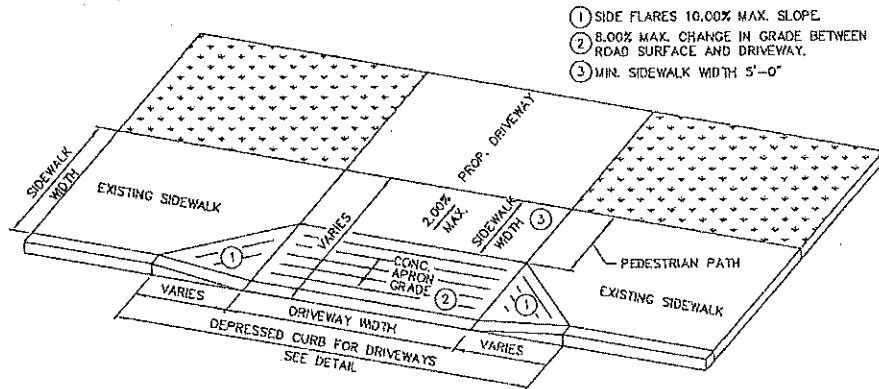 ① SIDE FLARES 10.00% MAX. SLOPE.
② 8.00% MAX. CHANGE IN GRADE BETWEEN
ROAD SURFACE AND DRIVEWAY.
③ MIN. SIDEWALK WIDTH 5'-0"
PROP. DRIVEWAY
SIDEWALK
WIDTH
EXISTING SIDEWALK
VARIES
2.00%
MAX.
SIDEWALK
WIDTH
③
PEDESTRIAN PATH
EXISTING SIDEWALK
①
CONC.
APRON
GRADE
②
①
VARIES
DRIVEWAY WIDTH
VARIES
DEPRESSED CURB FOR DRIVEWAYS
SEE DETAIL